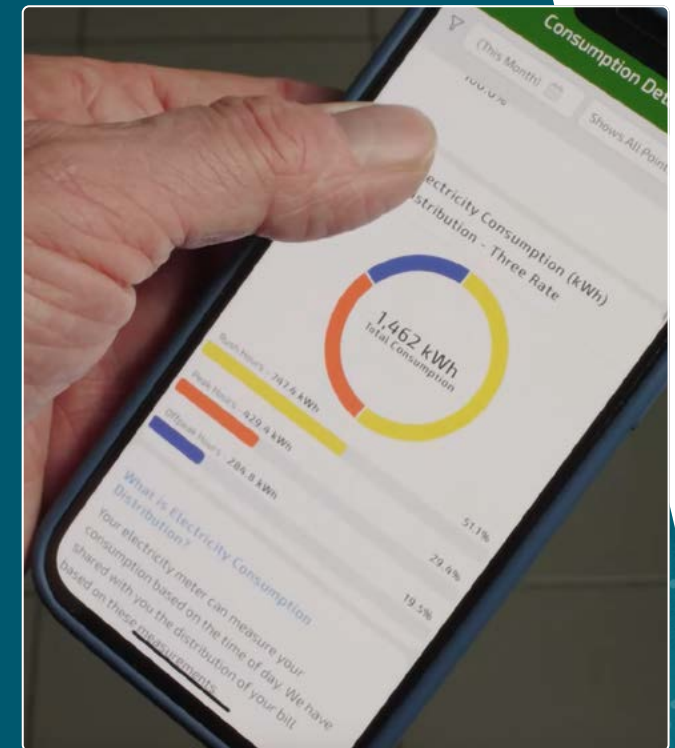 Consumption Det
(This Month)
Shows All Point
100.0%
ectricity Consumption (kWh)
stribution - Three Rate
1.462 kWh
Total Consumption
Rush Hours - 747.4 kWh
51.1%
Peak Hours - 429.4 kWh
29.4%
Offpeak Hours - 284.8 kWh
19.5%
What is Electricity Consumption
Distribution?
Your electricity meter can measure your
consumption based on the time of day. We have
shared with you the distribution of your bill
based on these measurements.